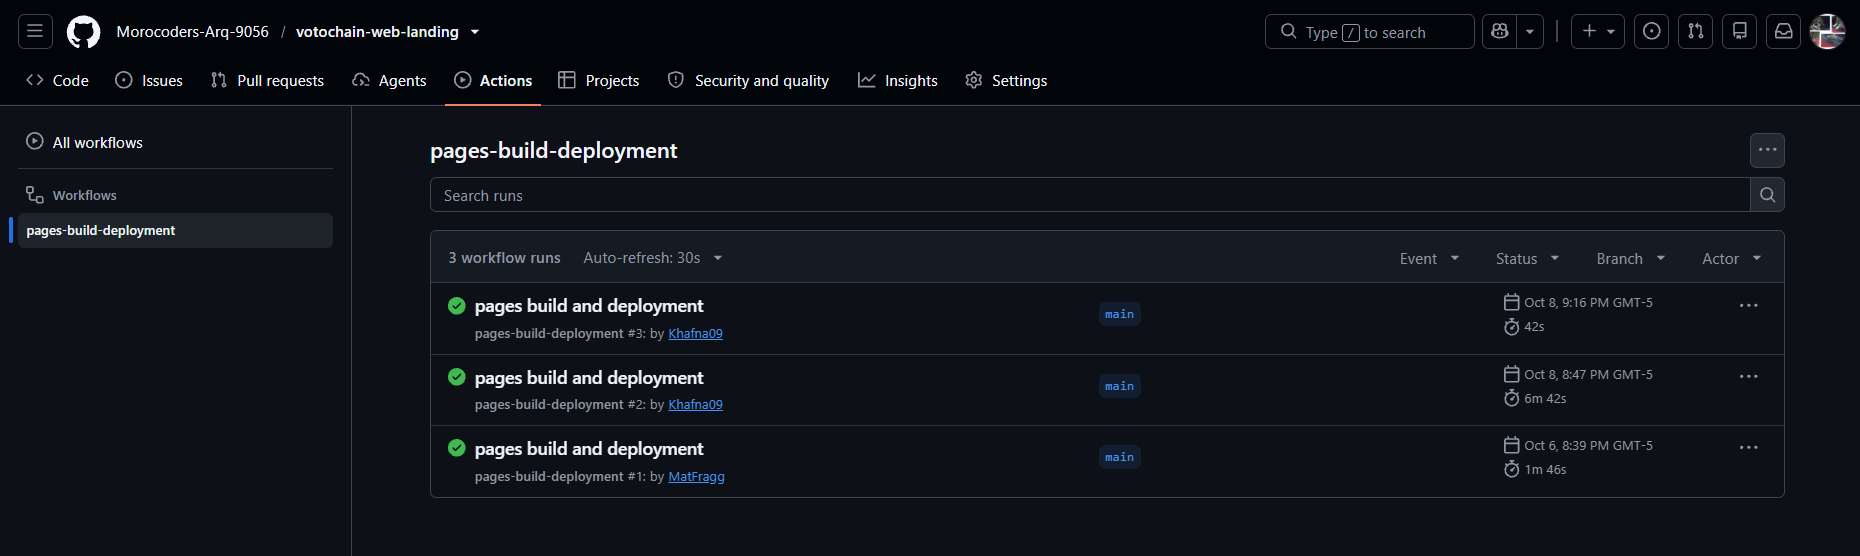 Morocoders-Arq-9056 / votochain-web-landing
Type / to search
Code Issues Pull requests Agents Actions Projects Security and quality Insights Settings
All workflows
Workflows
pages-build-deployment
pages-build-deployment
Search runs
3 workflow runs Auto-refresh: 30s Event Status Branch Actor
pages build and deployment
pages-build-deployment #3: by Khafna09
main
Oct 8, 9:16 PM GMT-5
42s
pages build and deployment
pages-build-deployment #2: by Khafna09
main
Oct 8, 8:47 PM GMT-5
6m 42s
pages build and deployment
pages-build-deployment #1: by MatFragg
main
Oct 6, 8:39 PM GMT-5
1m 46s